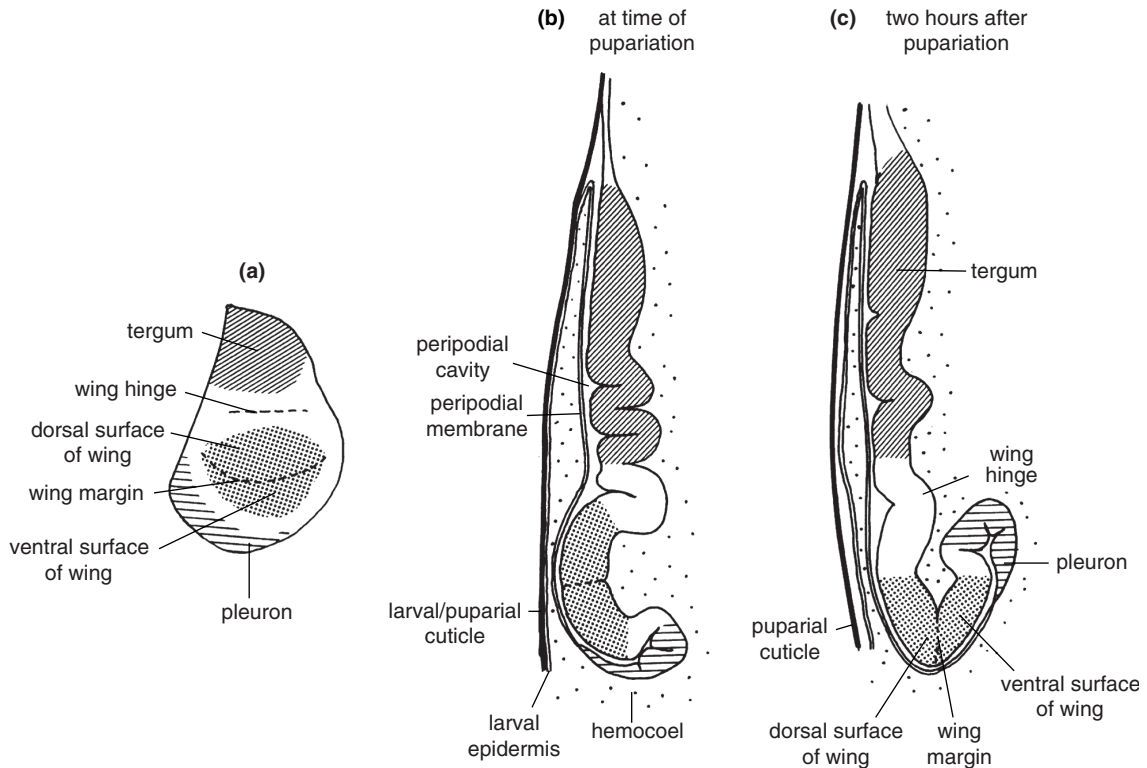 (a)
tergum
wing hinge
dorsal surface
of wing
wing margin
ventral surface
of wing
pleuron
(b) at time of
pupariation
peripodial
cavity
peripodial
membrane
larval/puparial
cuticle
larval
epidermis
hemocoel
(c) two hours after
pupariation
tergum
wing
hinge
pleuron
puparial
cuticle
ventral surface
of wing
dorsal surface
of wing
wing
margin